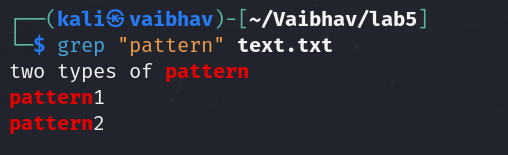 ┌──(kali㉿vaibhav)-[~/Vaibhav/lab5]
└─$ grep "pattern" text.txt
two types of pattern
pattern1
pattern2